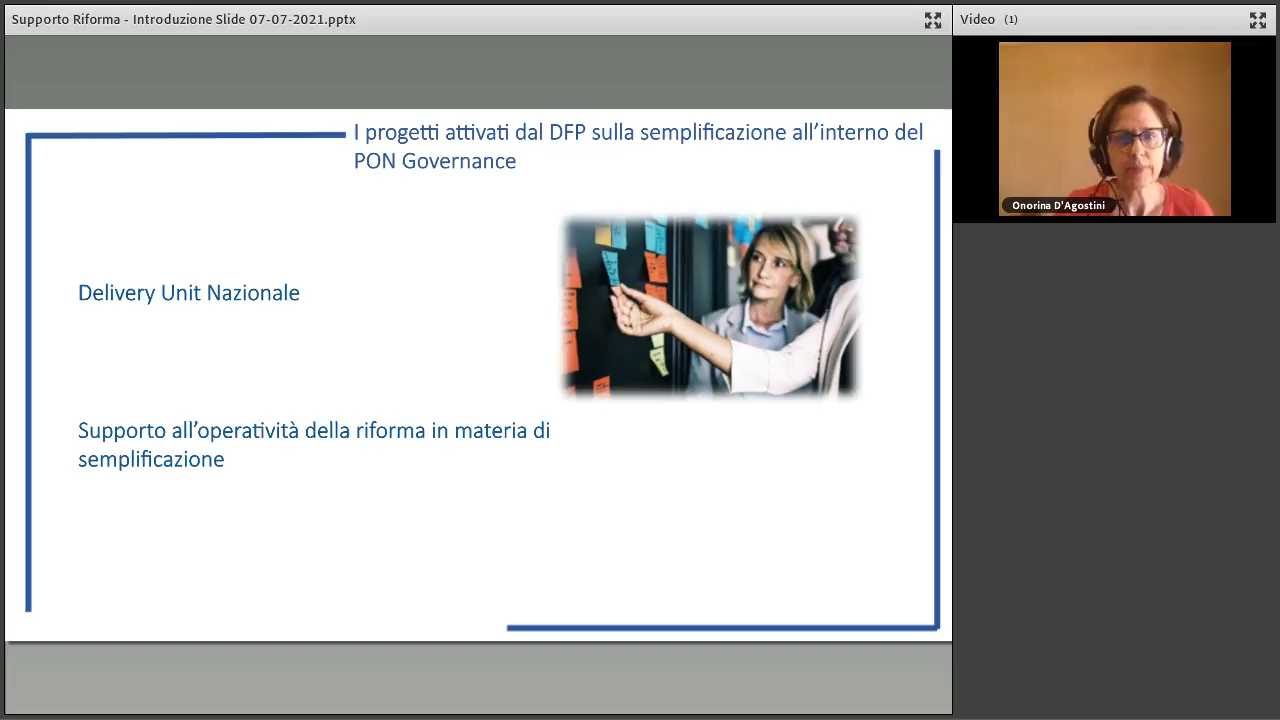 Supporto Riforma - Introduzione Slide 07-07-2021.pptx
Video (1)
I progetti attivati dal DFP sulla semplificazione all’interno del
PON Governance
Onorina D'Agostini
Delivery Unit Nazionale
Supporto all’operatività della riforma in materia di
semplificazione